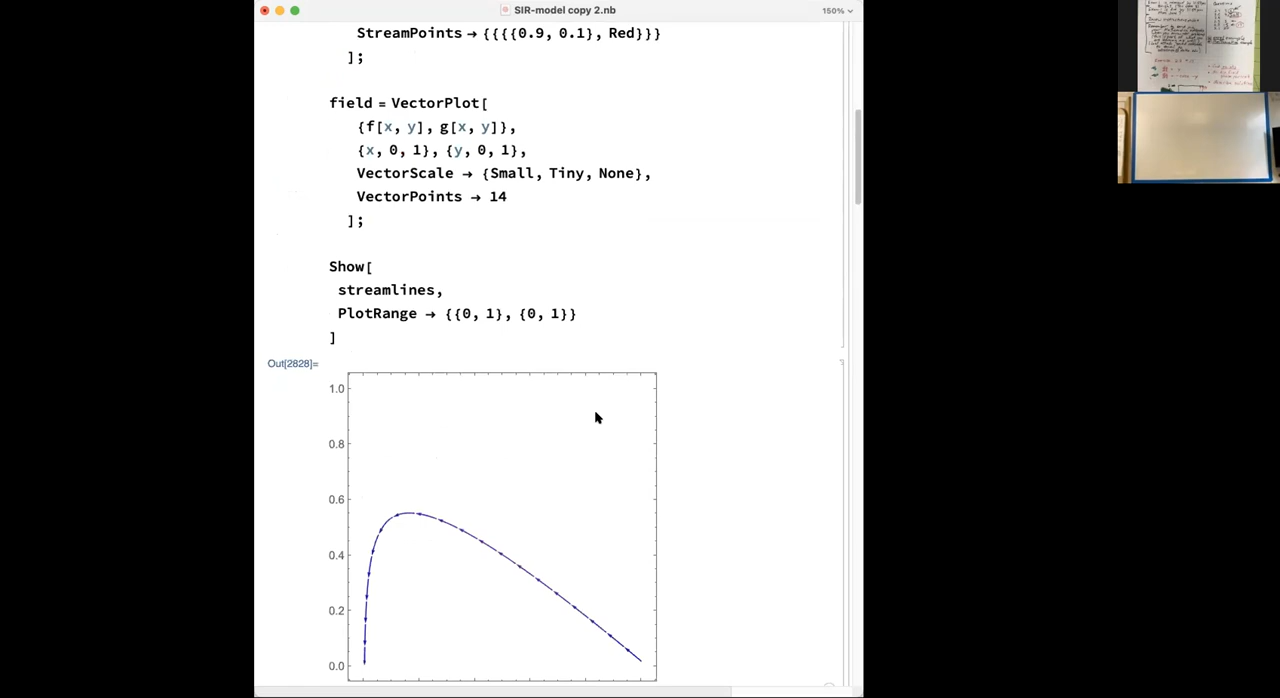 SIR-model copy 2.nb
150%
StreamPoints → {{{{0.9, 0.1}, Red}}}
];
field = VectorPlot[
{f[x, y], g[x, y]},
{x, 0, 1}, {y, 0, 1},
VectorScale → {Small, Tiny, None},
VectorPoints → 14
];
Show[
streamlines,
PlotRange → {{0, 1}, {0, 1}}
]
Out[2828]=
1.0
0.8
0.6
0.4
0.2
0.0